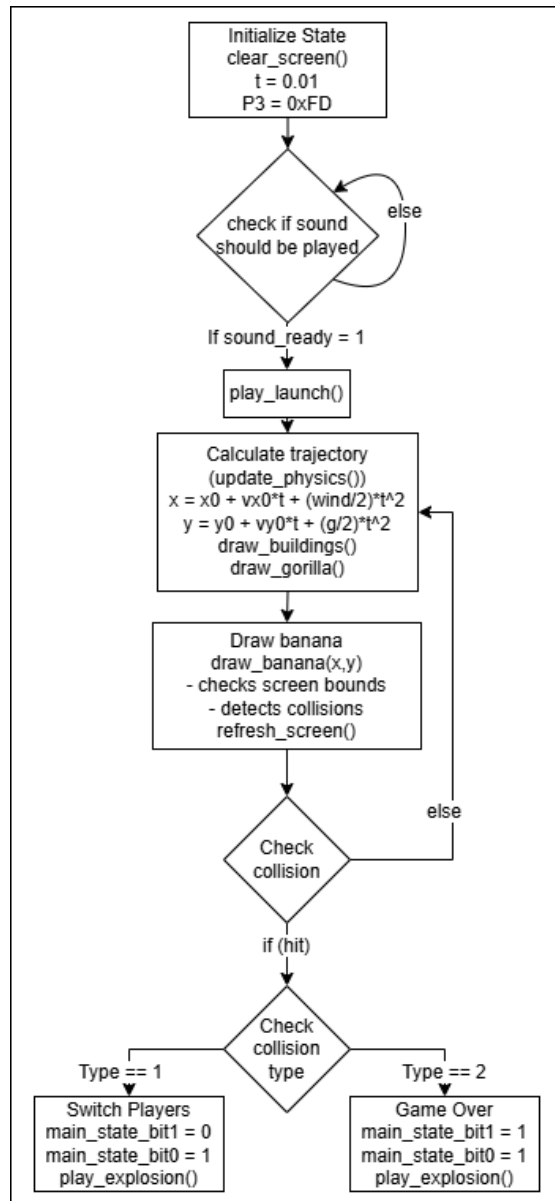 Initialize State
clear_screen()
t = 0.01
P3 = 0xFD
check if sound
should be played
else
If sound_ready = 1
play_launch()
Calculate trajectory
(update_physics())
x = x0 + vx0*t + (wind/2)*t^2
y = y0 + vy0*t + (g/2)*t^2
draw_buildings()
draw_gorilla()
Draw banana
draw_banana(x,y)
- checks screen bounds
- detects collisions
refresh_screen()
else
Check
collision
if (hit)
Check
collision
type
Type == 1
Type == 2
Switch Players
main_state_bit1 = 0
main_state_bit0 = 1
play_explosion()
Game Over
main_state_bit1 = 1
main_state_bit0 = 1
play_explosion()